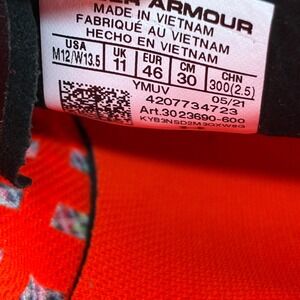 ER ARMOUR
MADE IN VIETNAM
FABRIQUÉ AU VIETNAM
HECHO EN VIETNAM
USA UK EUR CM CHN
M12/W13.5 11 46 30 300(2.5)
YMUV 05/21
4207734723
Art.3023690-600